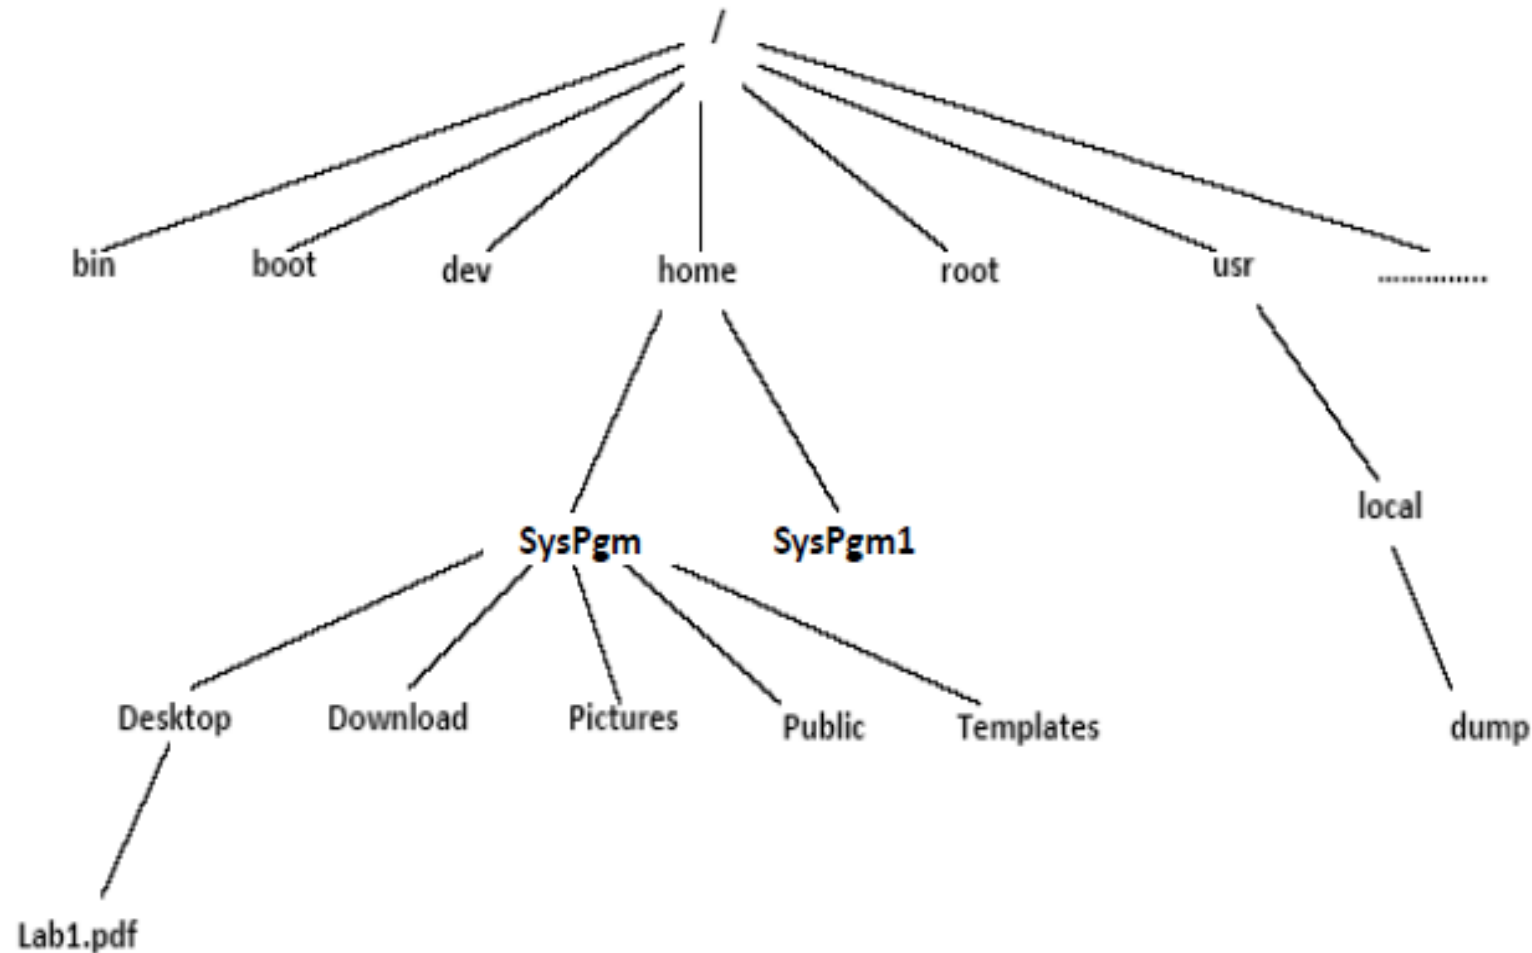 /
bin boot dev home root usr ..............
local
SysPgm SysPgm1
Desktop Download Pictures Public Templates dump
Lab1.pdf